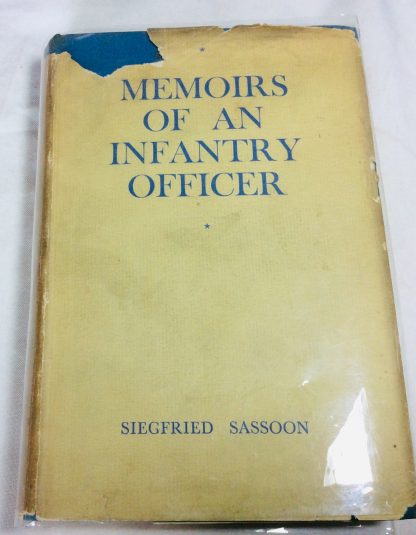 *
MEMOIRS
OF AN
INFANTRY
OFFICER
*
SIEGFRIED SASSOON